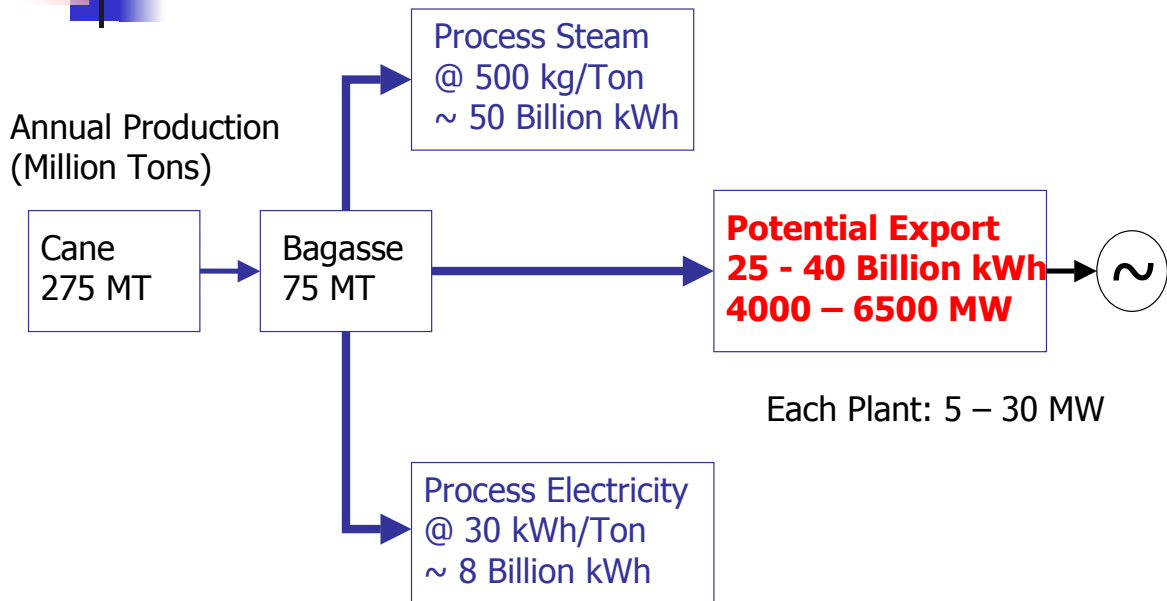 Process Steam
@ 500 kg/Ton
~ 50 Billion kWh
Annual Production
(Million Tons)
Cane
275 MT
Bagasse
75 MT
Potential Export
25 - 40 Billion kWh
4000 – 6500 MW
~
Each Plant: 5 – 30 MW
Process Electricity
@ 30 kWh/Ton
~ 8 Billion kWh